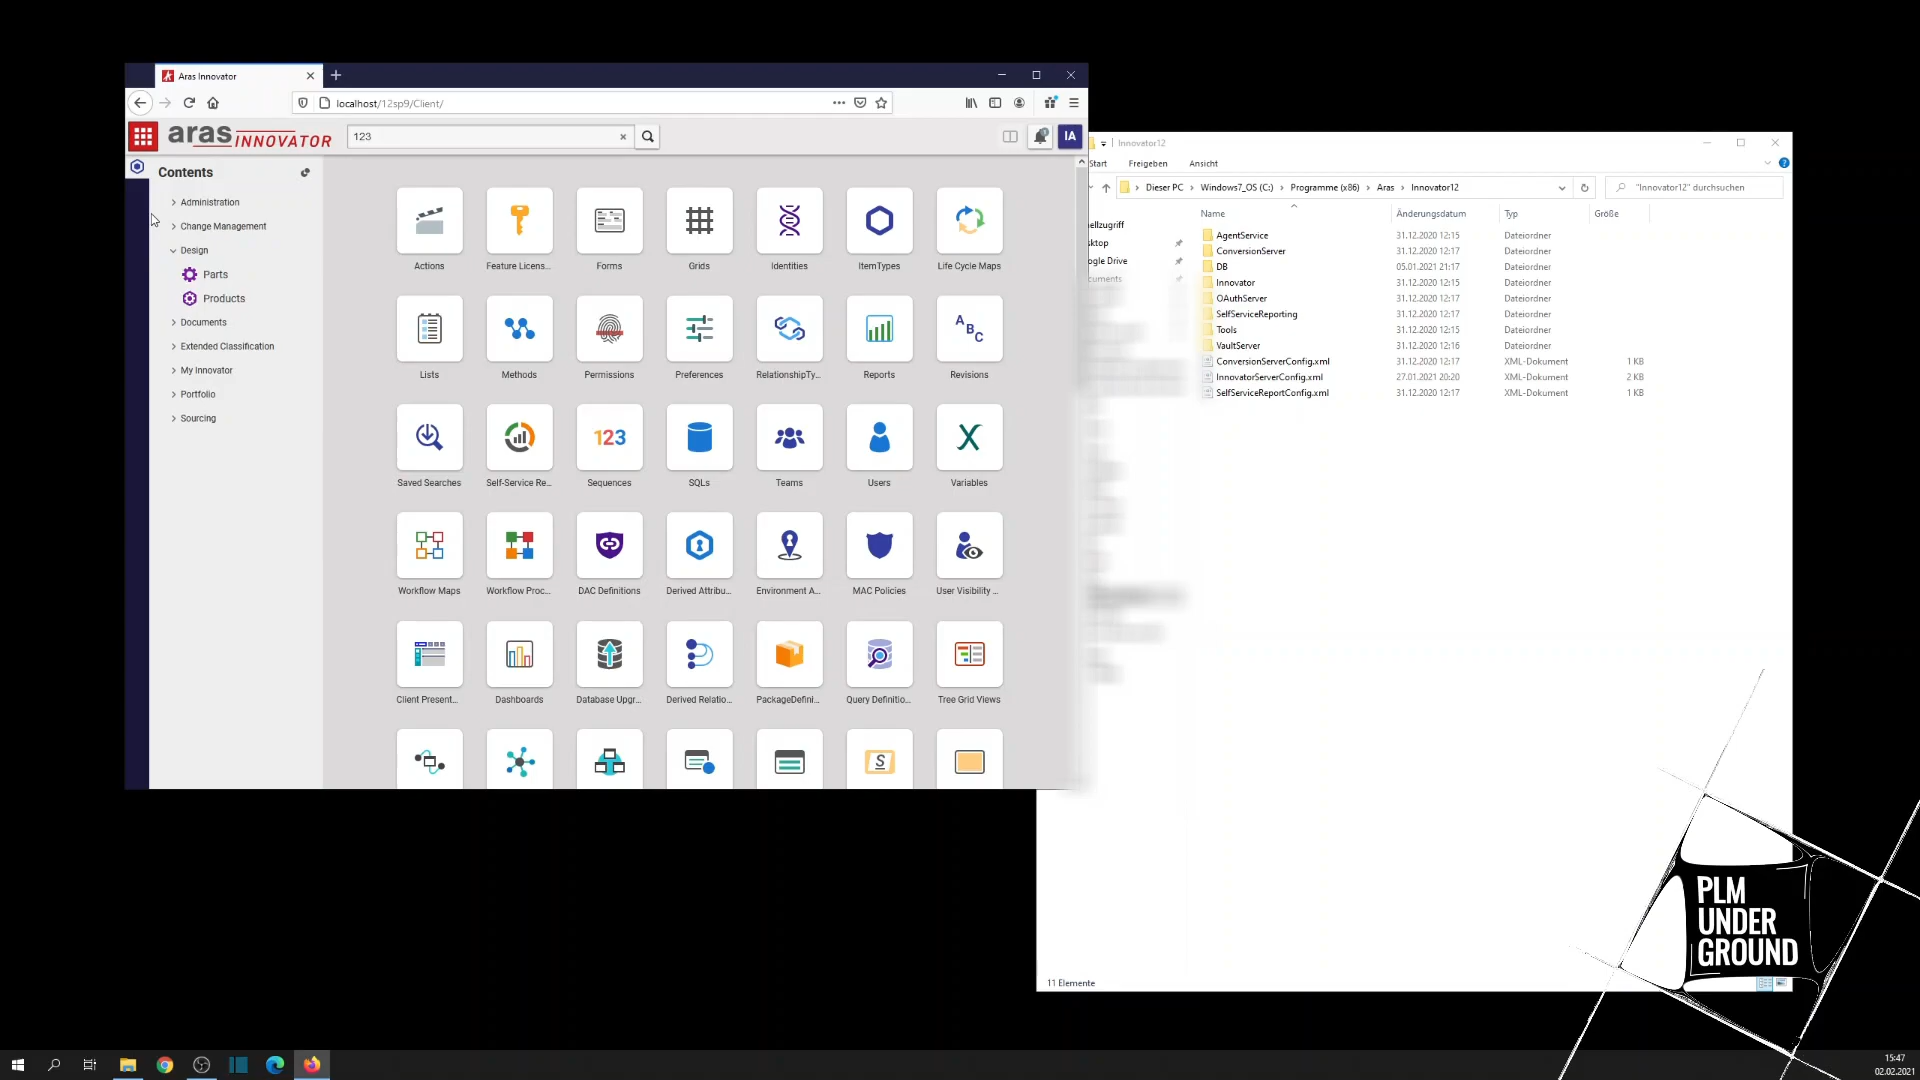 Aras Innovator
localhost/12sp9/Client/
aras INNOVATOR
123
IA
Contents
Administration
Change Management
Design
Parts
Products
Documents
Extended Classification
My Innovator
Portfolio
Sourcing
Actions
Feature Licens...
Forms
Grids
Identities
ItemTypes
Life Cycle Maps
A B C
Lists
Methods
Permissions
Preferences
RelationshipTy...
Reports
Revisions
123
Saved Searches
Self-Service Re...
Sequences
SQLs
Teams
Users
Variables
Workflow Maps
Workflow Proc...
DAC Definitions
Derived Attribu...
Environment A...
MAC Policies
User Visibility ...
Client Present...
Dashboards
Database Upgr...
Derived Relatio...
PackageDefini...
Query Definitio...
Tree Grid Views
S
Innovator12
Start Freigeben Ansicht
Dieser PC > Windows7_OS (C:) > Programme (x86) > Aras > Innovator12
"Innovator12" durchsuchen
Name Änderungsdatum Typ Größe
ellzugriff
ktop
ogle Drive
cuments
AgentService 31.12.2020 12:15 Dateiordner
ConversionServer 31.12.2020 12:17 Dateiordner
DB 05.01.2021 21:17 Dateiordner
Innovator 31.12.2020 12:15 Dateiordner
OAuthServer 31.12.2020 12:17 Dateiordner
SelfServiceReporting 31.12.2020 12:17 Dateiordner
Tools 31.12.2020 12:15 Dateiordner
VaultServer 31.12.2020 12:16 Dateiordner
ConversionServerConfig.xml 31.12.2020 12:17 XML-Dokument 1 KB
InnovatorServerConfig.xml 27.01.2021 20:20 XML-Dokument 2 KB
SelfServiceReportConfig.xml 31.12.2020 12:17 XML-Dokument 1 KB
11 Elemente
PLM
UNDER
GROUND
15:47
02.02.2021